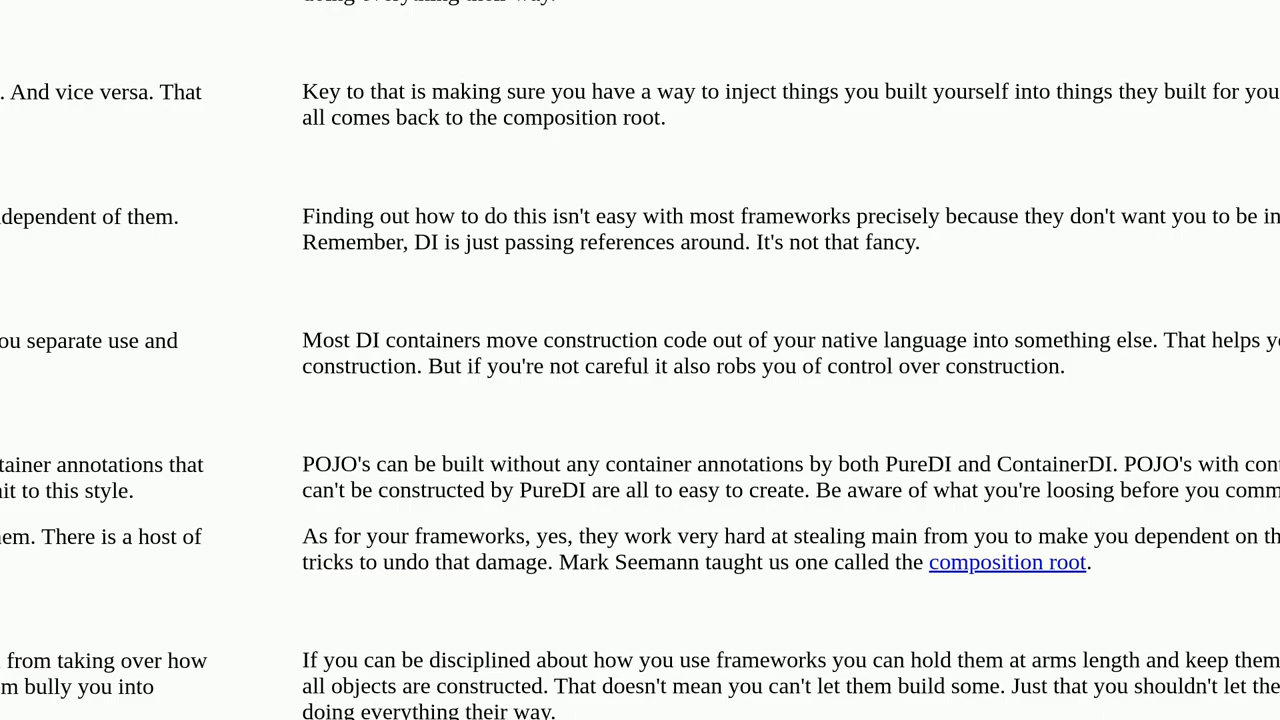 doing everything their way.
. And vice versa. That
Key to that is making sure you have a way to inject things you built yourself into things they built for you
all comes back to the composition root.
dependent of them.
Finding out how to do this isn't easy with most frameworks precisely because they don't want you to be in
Remember, DI is just passing references around. It's not that fancy.
ou separate use and
Most DI containers move construction code out of your native language into something else. That helps y
construction. But if you're not careful it also robs you of control over construction.
tainer annotations that
it to this style.
POJO's can be built without any container annotations by both PureDI and ContainerDI. POJO's with con
can't be constructed by PureDI are all to easy to create. Be aware of what you're loosing before you comm
em. There is a host of
As for your frameworks, yes, they work very hard at stealing main from you to make you dependent on th
tricks to undo that damage. Mark Seemann taught us one called the composition root.
from taking over how
m bully you into
If you can be disciplined about how you use frameworks you can hold them at arms length and keep them
all objects are constructed. That doesn't mean you can't let them build some. Just that you shouldn't let the
doing everything their way.